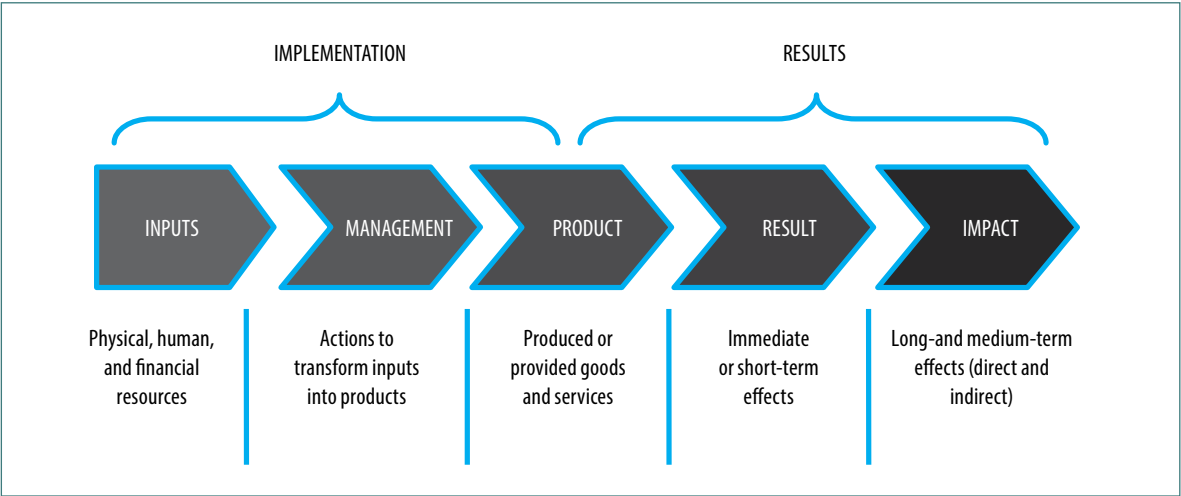 IMPLEMENTATION
RESULTS
INPUTS
MANAGEMENT
PRODUCT
RESULT
IMPACT
Physical, human,
and financial
resources
Actions to
transform inputs
into products
Produced or
provided goods
and services
Immediate
or short-term
effects
Long-and medium-term
effects (direct and
indirect)